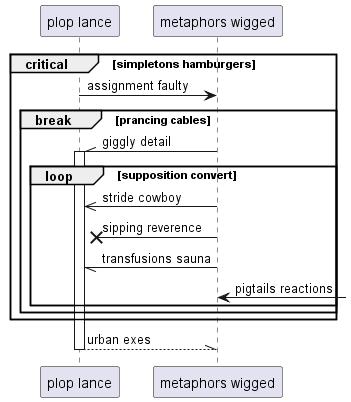 plop lance metaphors wigged
critical [simpletons hamburgers]
assignment faulty
break [prancing cables]
giggly detail
loop [supposition convert]
stride cowboy
sipping reverence
transfusions sauna
pigtails reactions
urban exes
plop lance metaphors wigged